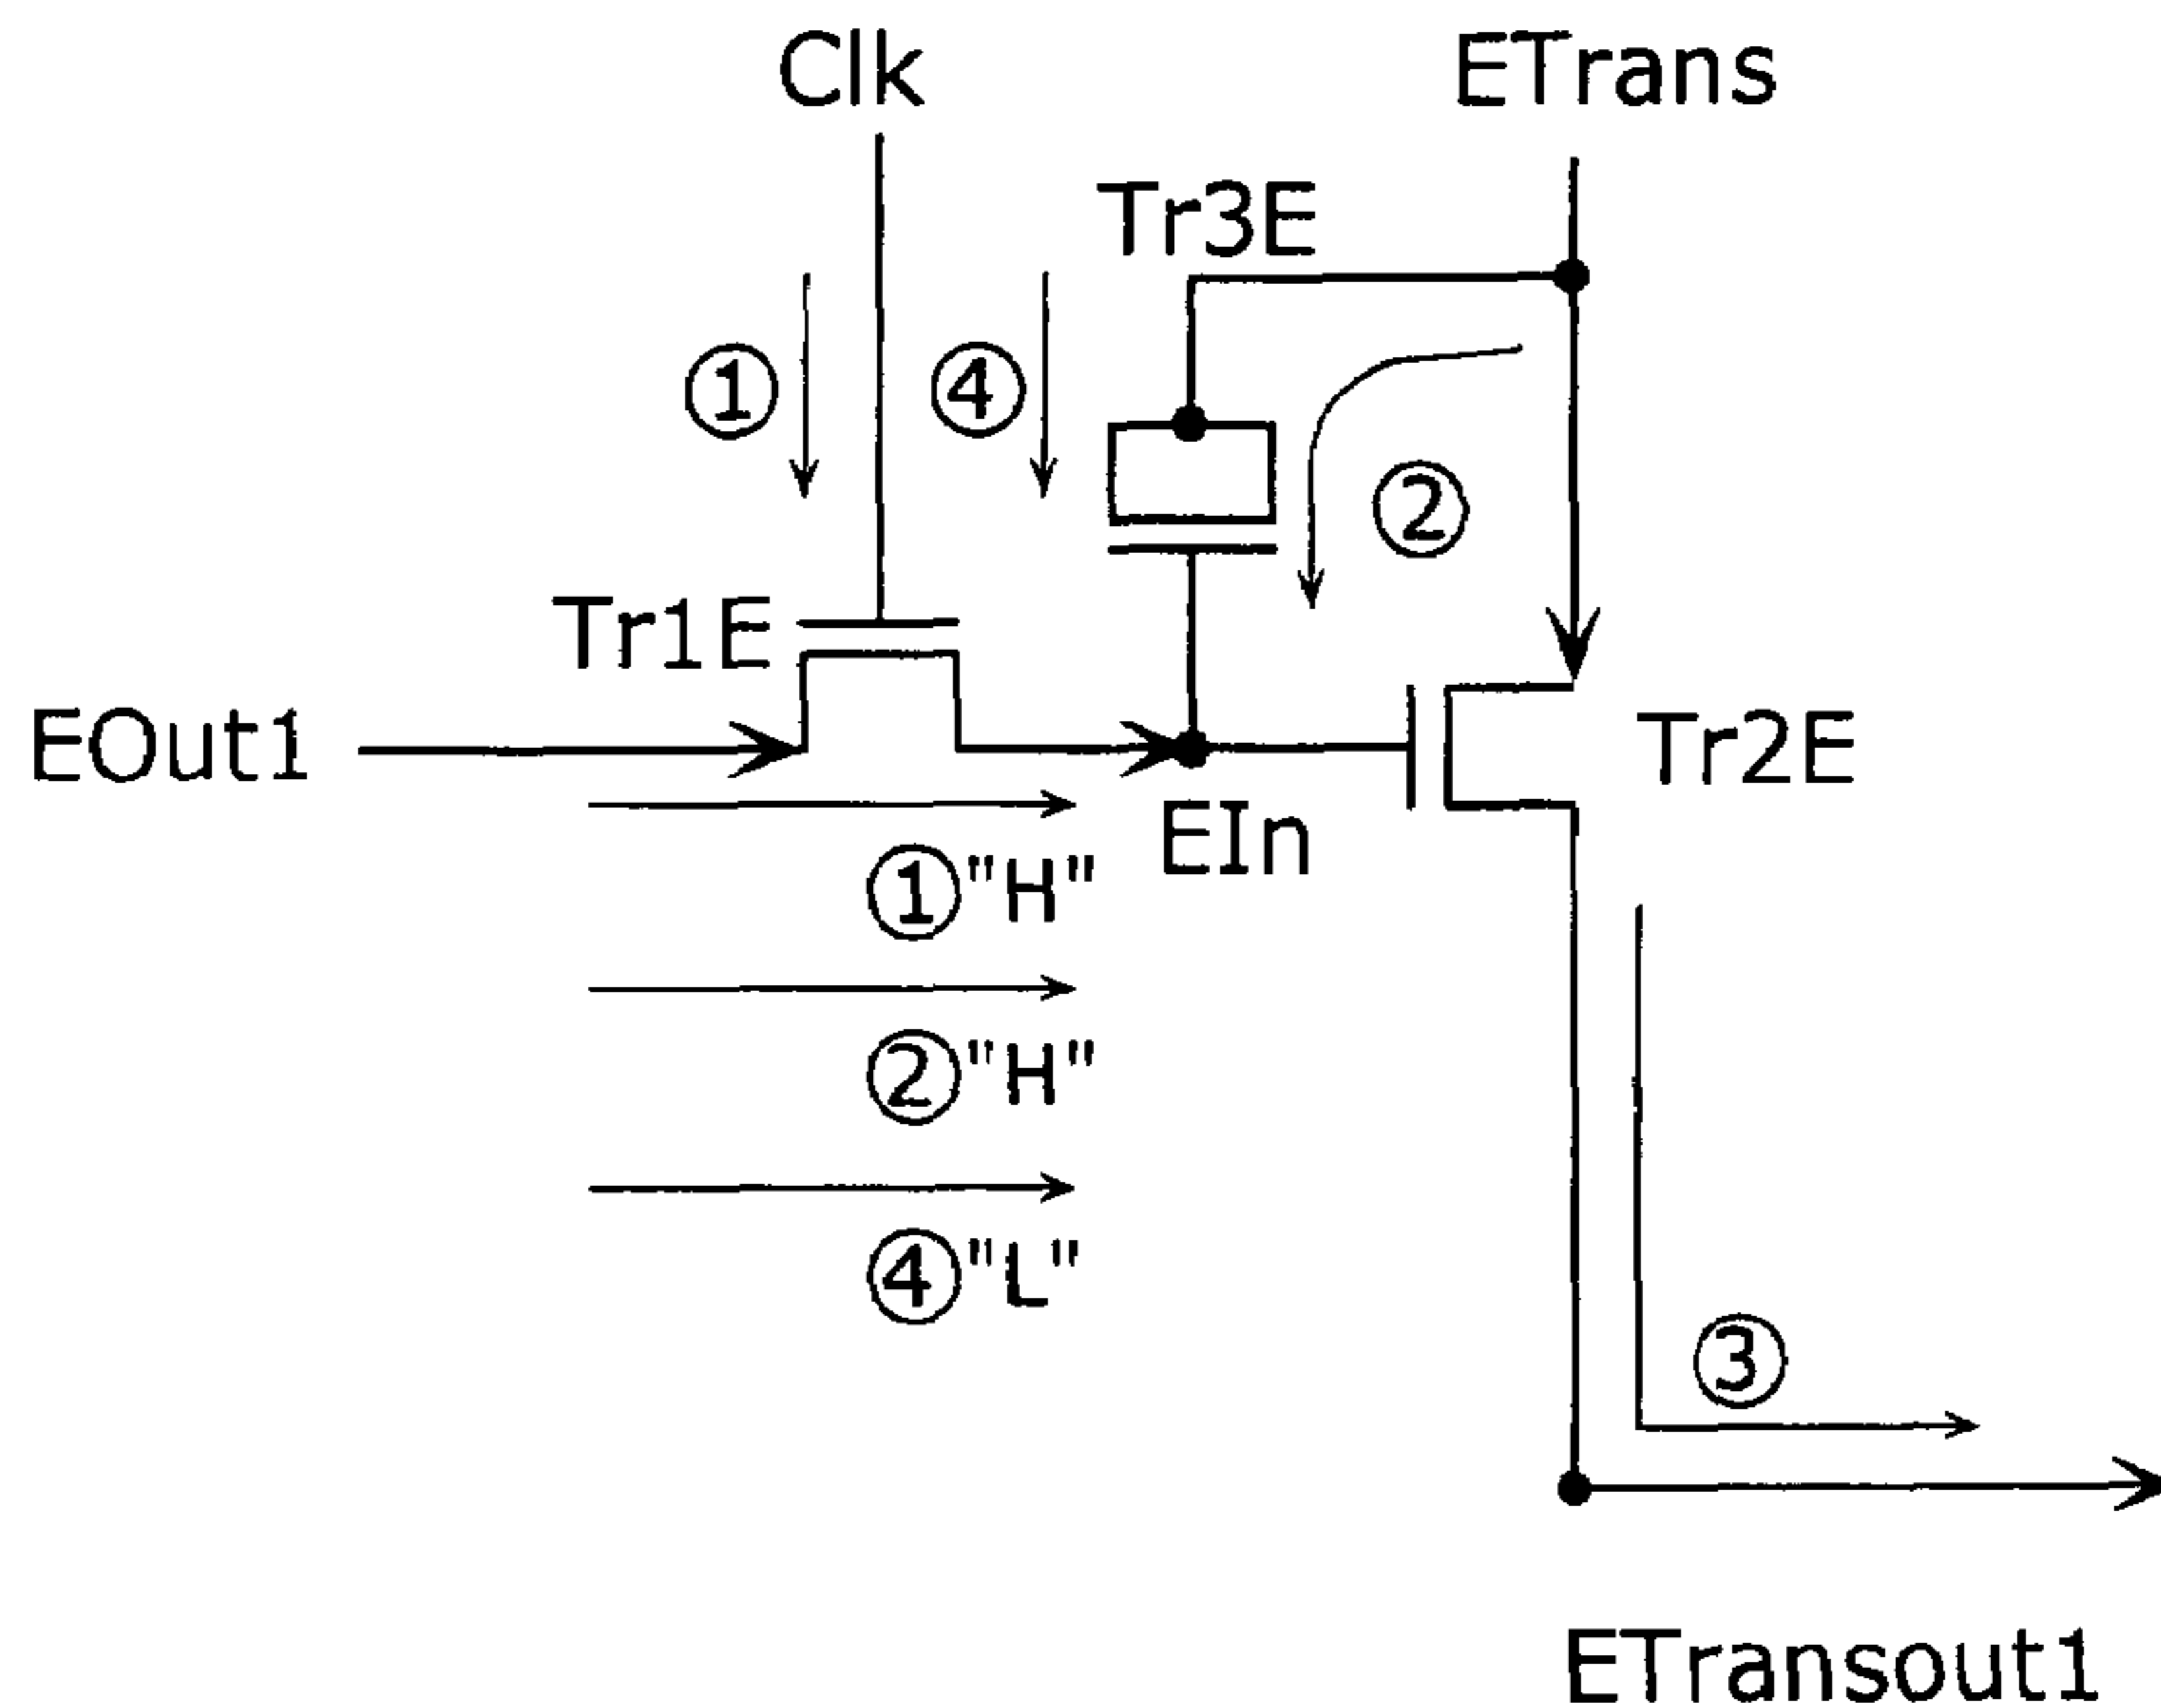 Clk
ETrans
Tr3E
①
④
②
Tr1E
EOut1
Tr2E
EIn
①"H"
②"H"
④"L"
③
ETransout1